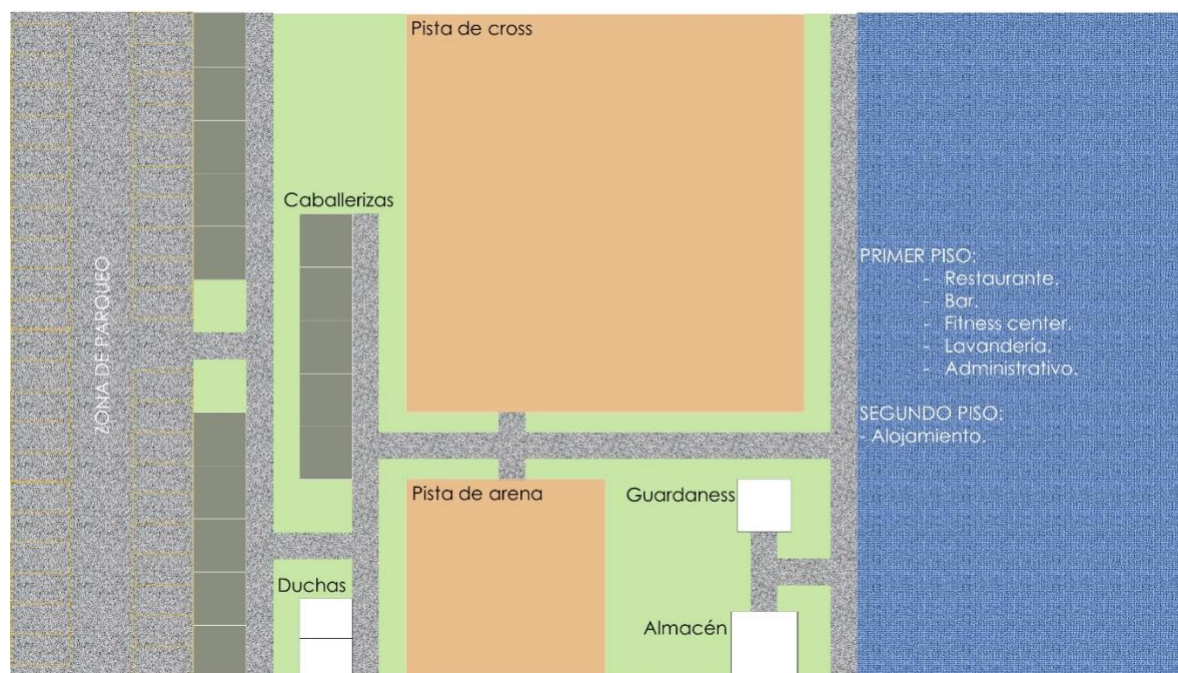 Pista de cross
Caballerizas
ZONA DE PARQUEO
PRIMER PISO:
- Restaurante.
- Bar.
- Fitness center.
- Lavandería.
- Administrativo.
SEGUNDO PISO:
- Alojamiento.
Pista de arena
Guardaness
Duchas
Almacén